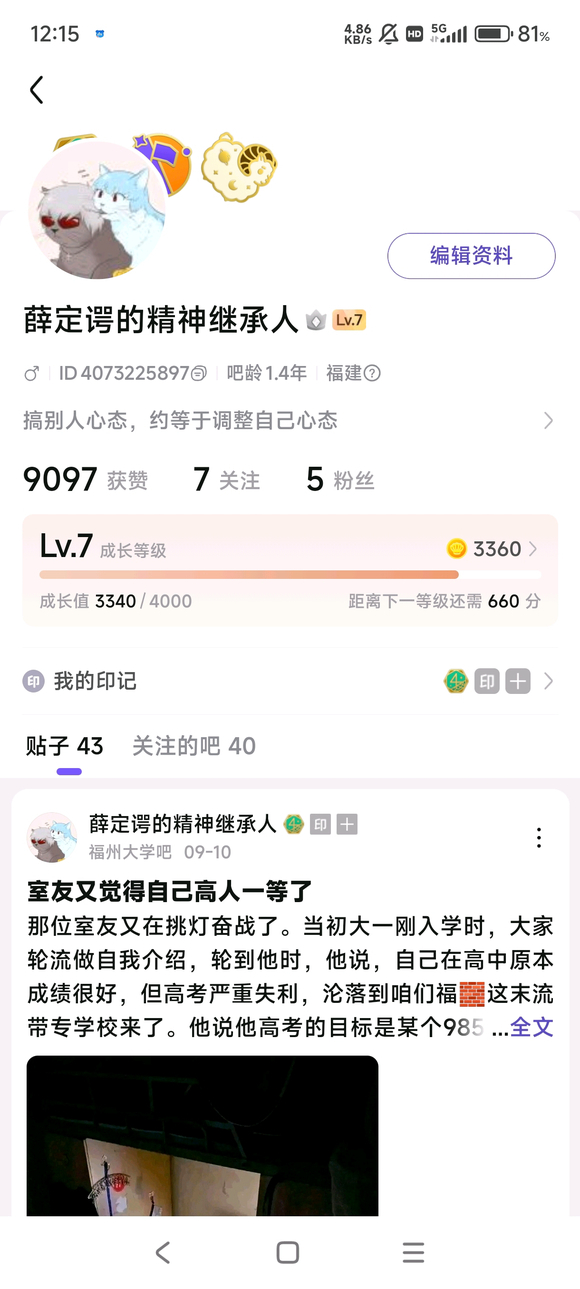 12:15
4.86 KB/s HD 5G 81%
编辑资料
薛定谔的精神继承人 Lv.7
ID 4073225897 吧龄 1.4年 福建
搞别人心态，约等于调整自己心态
9097 获赞 7 关注 5 粉丝
Lv.7 成长等级 3360
成长值 3340/4000 距离下一等级还需 660 分
印 我的印记 4 印
贴子 43 关注的吧 40
薛定谔的精神继承人 4 印
福州大学吧 09-10
室友又觉得自己高人一等了
那位室友又在挑灯奋战了。当初大一刚入学时，大家
轮流做自我介绍，轮到他时，他说，自己在高中原本
成绩很好，但高考严重失利，沦落到咱们福🧱这末流
带专学校来了。他说他高考的目标是某个985 ...全文